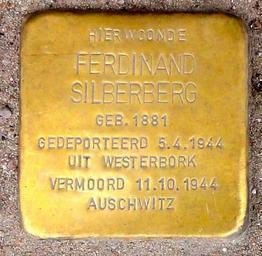 HIER WOONDE
FERDINAND
SILBERBERG
GEB. 1881
GEDEPORTEERD 5.4.1944
UIT WESTERBORK
VERMOORD 11.10.1944
AUSCHWITZ